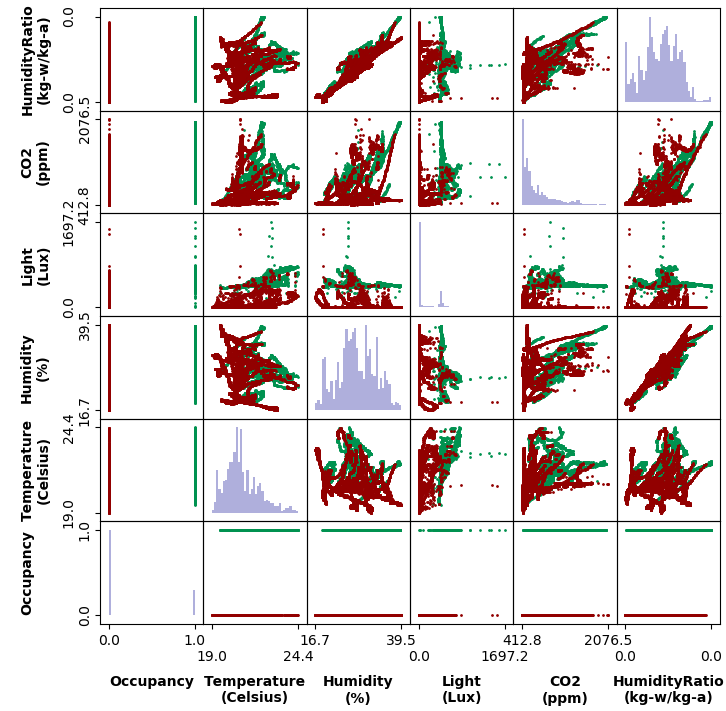 HumidityRatio
(kg-w/kg-a)
0.0
0.0
CO2
(ppm)
2076.5
412.8
Light
(Lux)
1697.2
0.0
Humidity
(%)
39.5
16.7
Temperature
(Celsius)
24.4
19.0
Occupancy
1.0
0.0
0.0 1.0 16.7 39.5 412.8 2076.5
19.0 24.4 0.0 1697.2 0.0 0.0
Occupancy Temperature Humidity Light CO2 HumidityRatio
(Celsius) (%) (Lux) (ppm) (kg-w/kg-a)